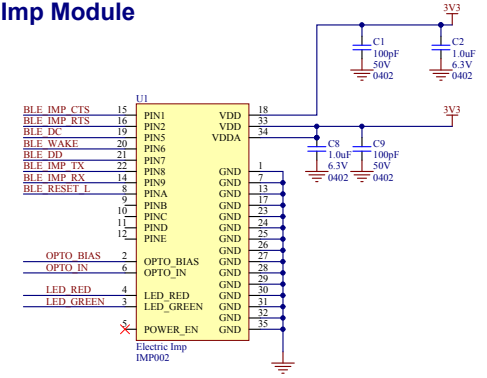 Imp Module
3V3
C1
100pF
50V
0402
C2
1.0uF
6.3V
0402
3V3
C8
1.0uF
6.3V
0402
C9
100pF
50V
0402
U1
BLE_IMP_CTS 15 PIN1 VDD 18
BLE_IMP_RTS 16 PIN2 VDD 33
BLE_DC 19 PIN5 VDDA 34
BLE_WAKE 20 PIN6
BLE_DD 21 PIN7
BLE_IMP_TX 22 PIN8 GND 1
BLE_IMP_RX 14 PIN9 GND 7
BLE_RESET_L 8 PINA GND 13
9 PINB GND 17
10 PINC GND 23
11 PIND GND 24
12 PINE GND 25
GND 26
OPTO_BIAS 2 OPTO_BIAS GND 27
OPTO_IN 6 OPTO_IN GND 28
GND 29
LED_RED 4 LED_RED GND 30
LED_GREEN 3 LED_GREEN GND 31
GND 32
5 POWER_EN GND 35
Electric Imp
IMP002